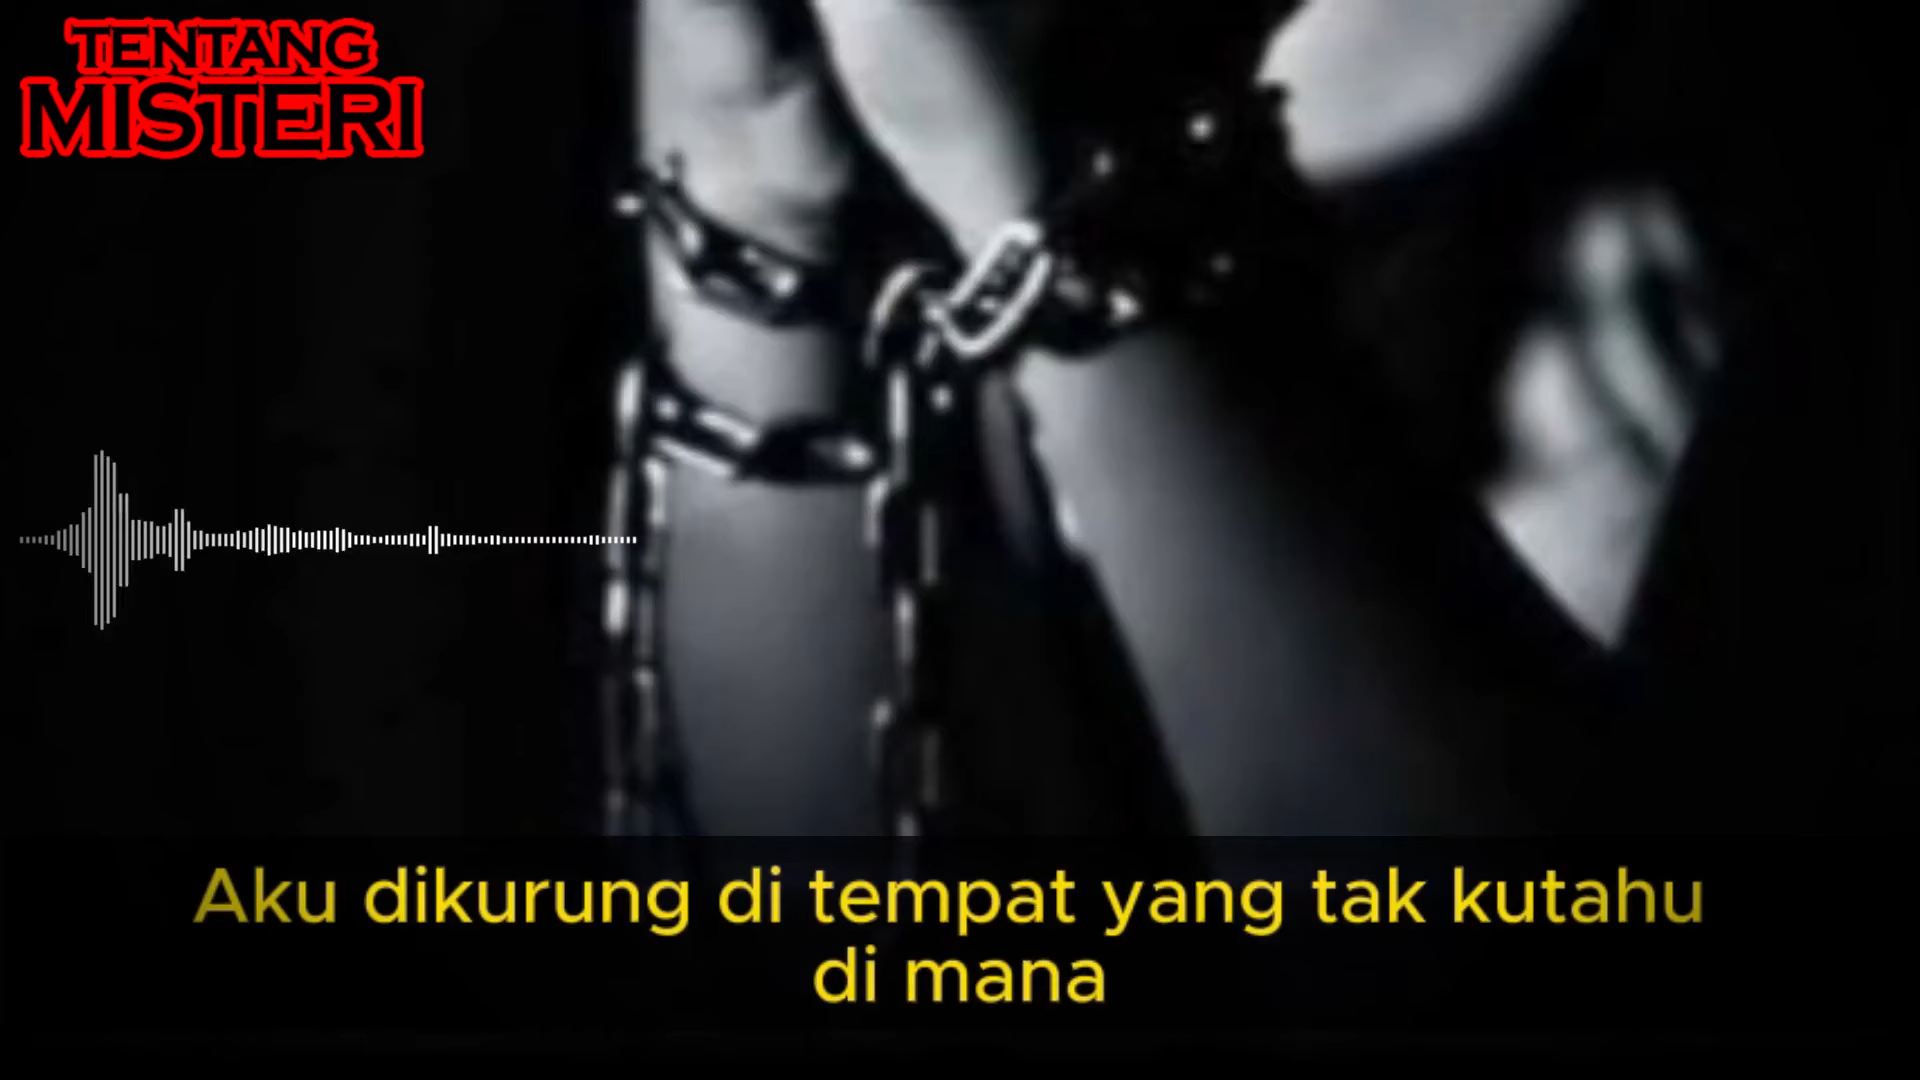 TENTANG
MISTERI
Aku dikurung di tempat yang tak kutahu
di mana